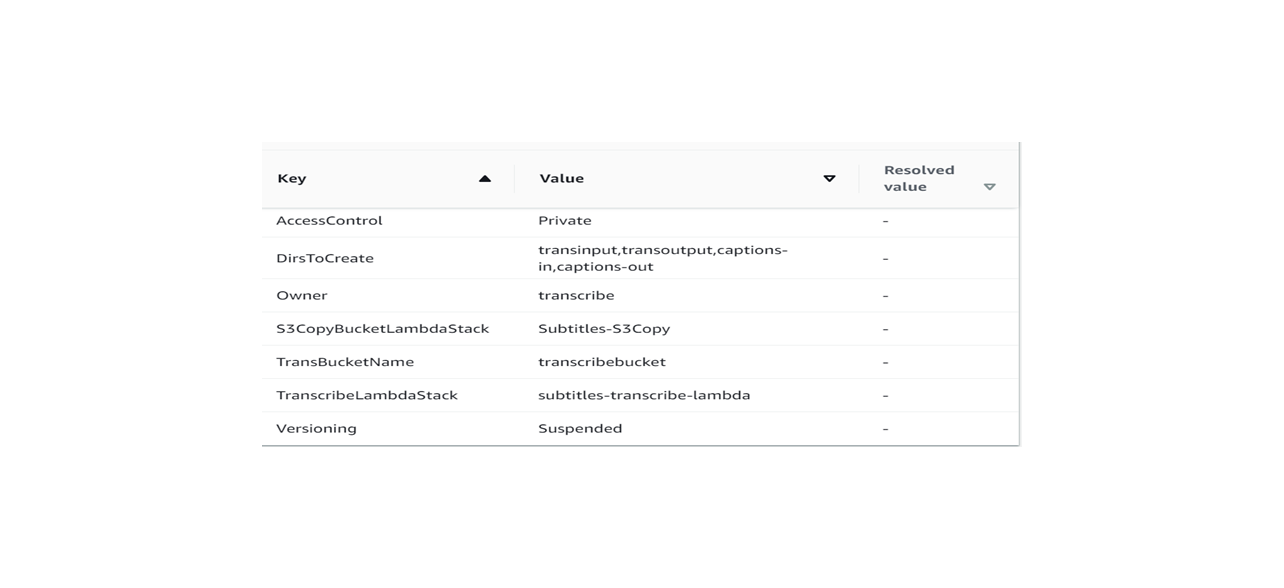 Key Value Resolved value
AccessControl Private -
DirsToCreate transinput,transoutput,captions-
in,captions-out -
Owner transcribe -
S3CopyBucketLambdaStack Subtitles-S3Copy -
TransBucketName transcribebucket -
TranscribeLambdaStack subtitles-transcribe-lambda -
Versioning Suspended -